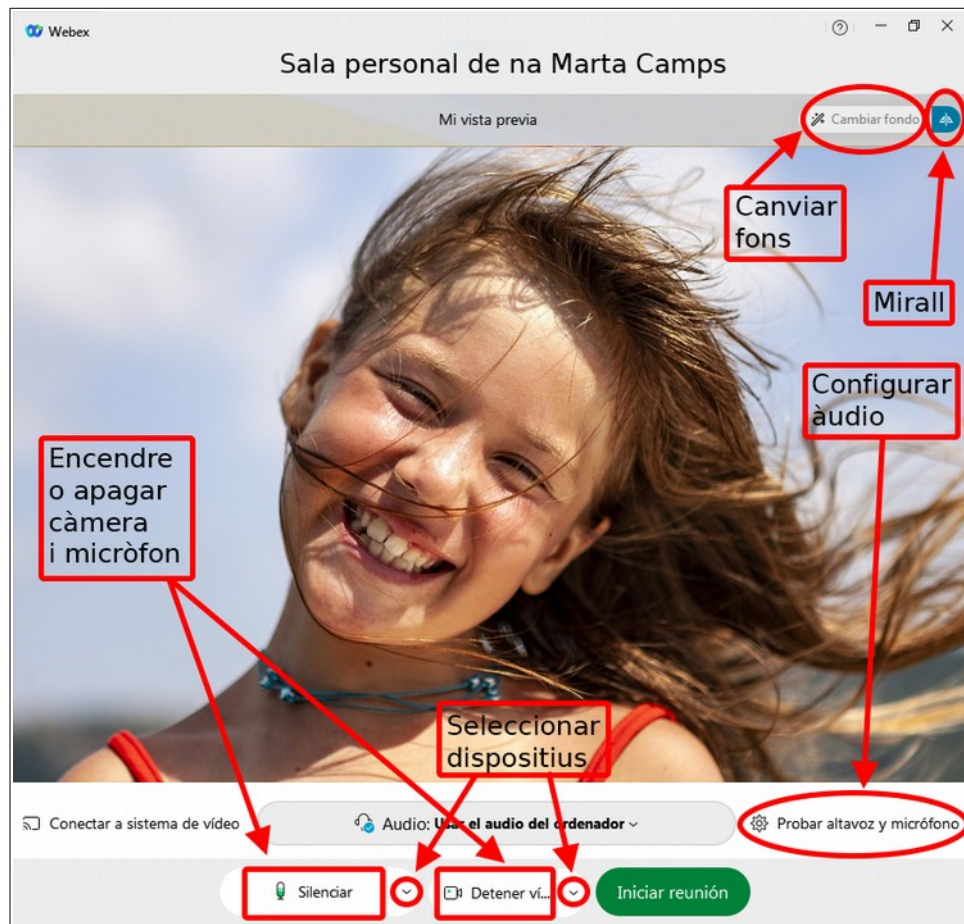 Webex
Sala personal de na Marta Camps
Mi vista previa
Cambiar fondo
Canviar
fons
Mirall
Configurar
àudio
Encendre
o apagar
càmera
i micròfon
Seleccionar
dispositius
Conectar a sistema de vídeo
Audio: Usar el audio del ordenador
Probar altavoz y micrófono
Silenciar
Detener ví...
Iniciar reunión